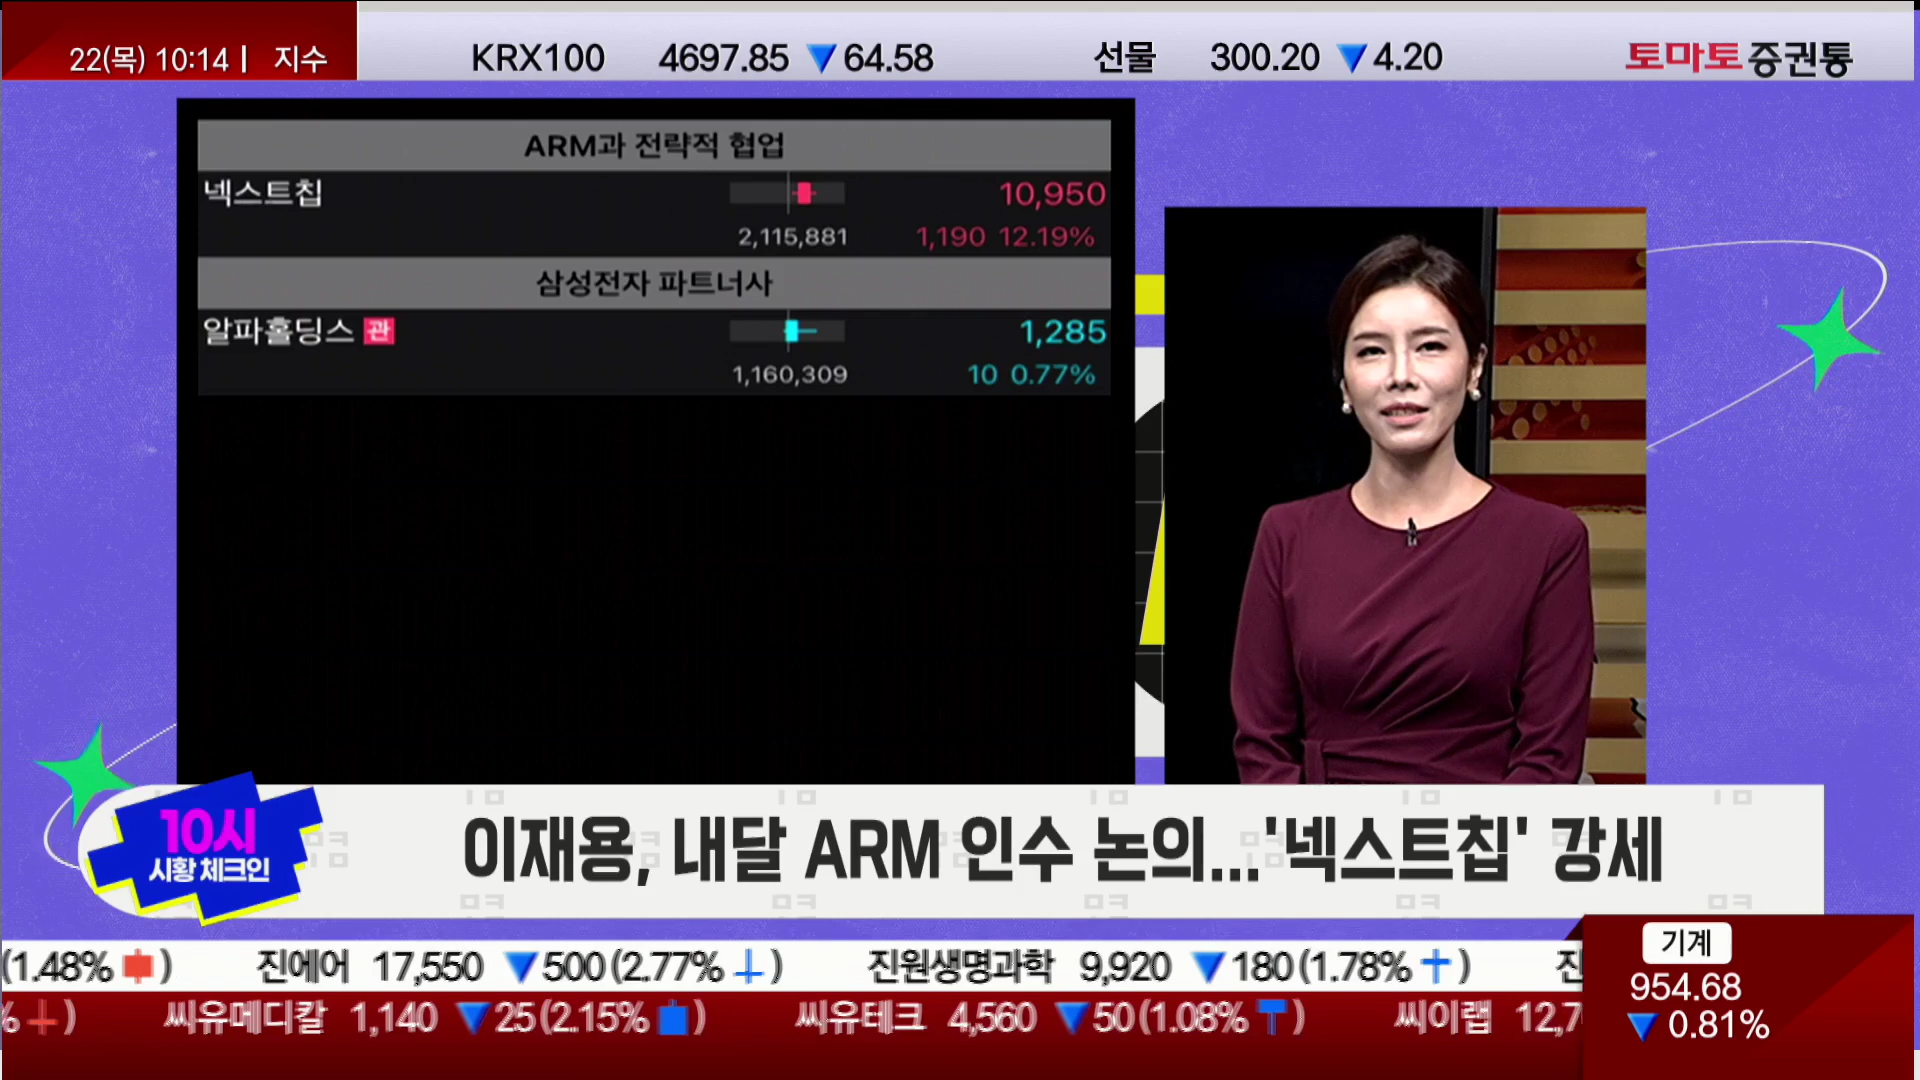 22(목) 10:14 | 지수
KRX100 4697.85 ▼ 64.58 선물 300.20 ▼ 4.20
토마토증권통
ARM과 전략적 협업
넥스트칩 10,950
2,115,881 1,190 12.19%
삼성전자 파트너사
알파홀딩스 관 1,285
1,160,309 10 0.77%
10시
시황 체크인
이재용, 내달 ARM 인수 논의...'넥스트칩' 강세
(1.48% ) 진에어 17,550 ▼500(2.77% ) 진원생명과학 9,920 ▼180(1.78% )
% ) 씨유메디칼 1,140 ▼25(2.15% ) 씨유테크 4,560 ▼50(1.08% ) 씨이랩 12,7
기계
954.68
▼ 0.81%